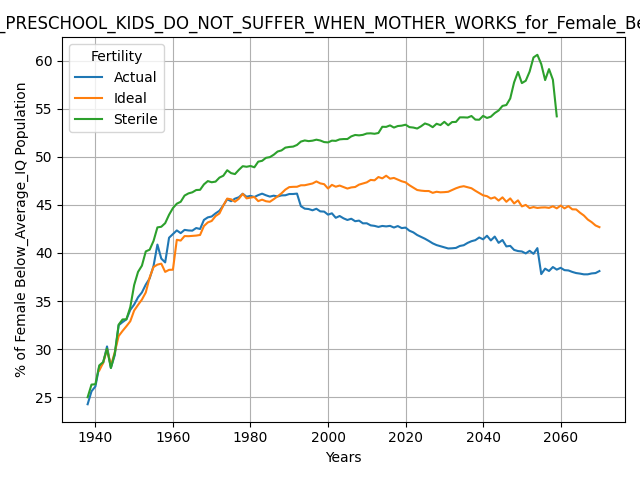 _PRESCHOOL_KIDS_DO_NOT_SUFFER_WHEN_MOTHER_WORKS_for_Female_Be
Fertility
Actual
Ideal
Sterile
% of Female Below_Average_IQ Population
60
55
50
45
40
35
30
25
1940 1960 1980 2000 2020 2040 2060
Years